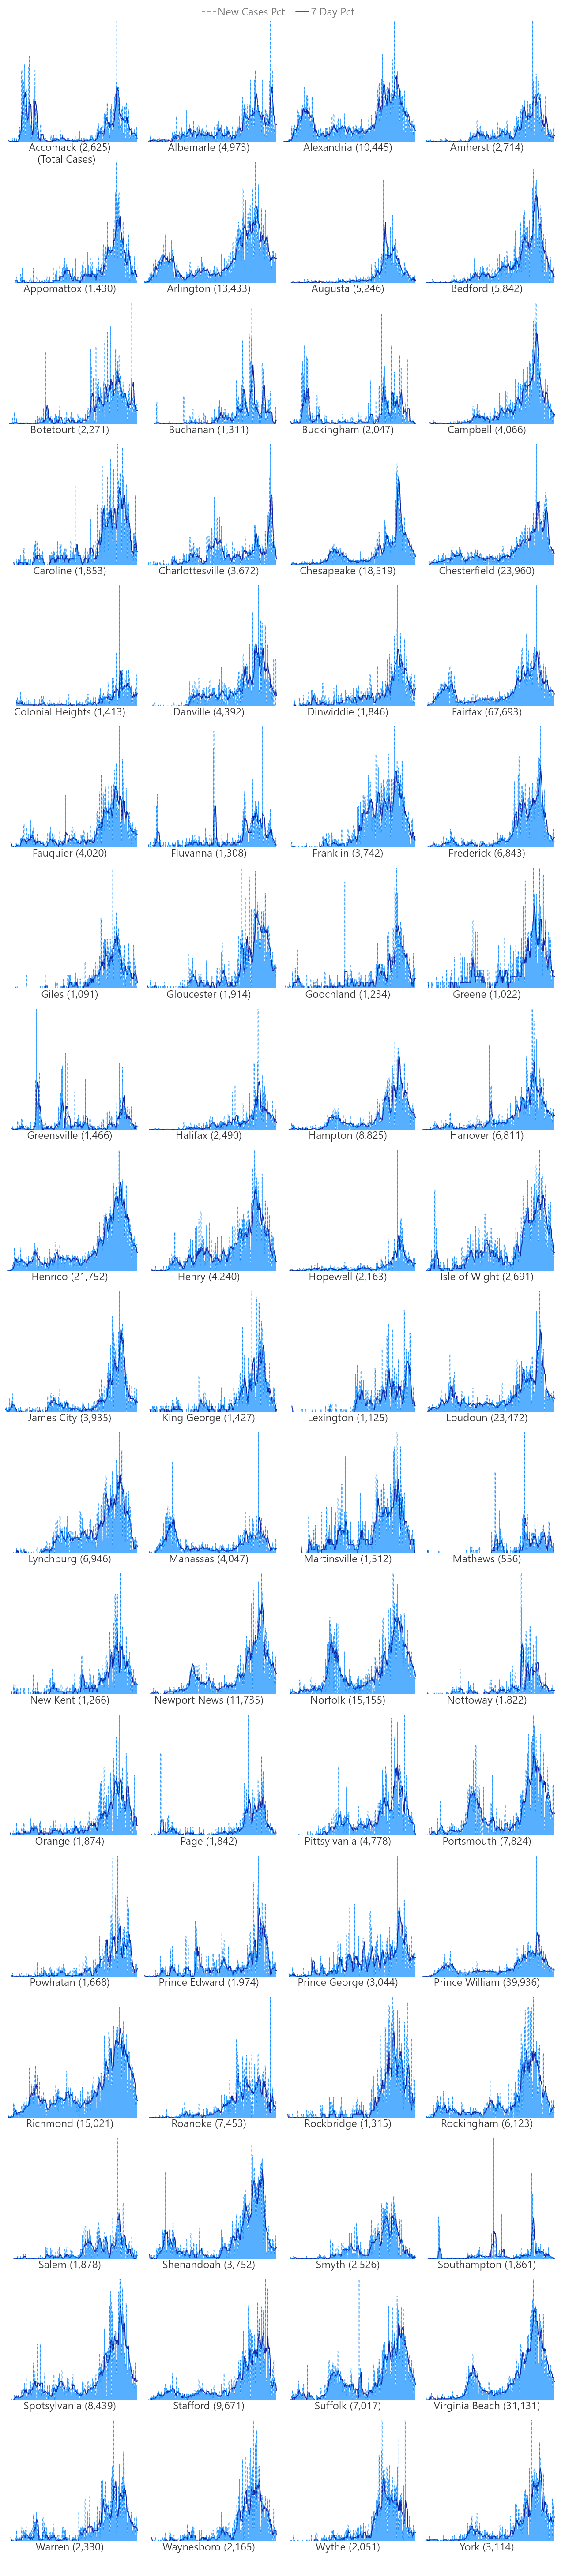 New Cases Pct 7 Day Pct
Accomack (2,625) Albemarle (4,973) Alexandria (10,445) Amherst (2,714)
(Total Cases)
Appomattox (1,430) Arlington (13,433) Augusta (5,246) Bedford (5,842)
Botetourt (2,271) Buchanan (1,311) Buckingham (2,047) Campbell (4,066)
Caroline (1,853) Charlottesville (3,672) Chesapeake (18,519) Chesterfield (23,960)
Colonial Heights (1,413) Danville (4,392) Dinwiddie (1,846) Fairfax (67,693)
Fauquier (4,020) Fluvanna (1,308) Franklin (3,742) Frederick (6,843)
Giles (1,091) Gloucester (1,914) Goochland (1,234) Greene (1,022)
Greensville (1,466) Halifax (2,490) Hampton (8,825) Hanover (6,811)
Henrico (21,752) Henry (4,240) Hopewell (2,163) Isle of Wight (2,691)
James City (3,935) King George (1,427) Lexington (1,125) Loudoun (23,472)
Lynchburg (6,946) Manassas (4,047) Martinsville (1,512) Mathews (556)
New Kent (1,266) Newport News (11,735) Norfolk (15,155) Nottoway (1,822)
Orange (1,874) Page (1,842) Pittsylvania (4,778) Portsmouth (7,824)
Powhatan (1,668) Prince Edward (1,974) Prince George (3,044) Prince William (39,936)
Richmond (15,021) Roanoke (7,453) Rockbridge (1,315) Rockingham (6,123)
Salem (1,878) Shenandoah (3,752) Smyth (2,526) Southampton (1,861)
Spotsylvania (8,439) Stafford (9,671) Suffolk (7,017) Virginia Beach (31,131)
Warren (2,330) Waynesboro (2,165) Wythe (2,051) York (3,114)